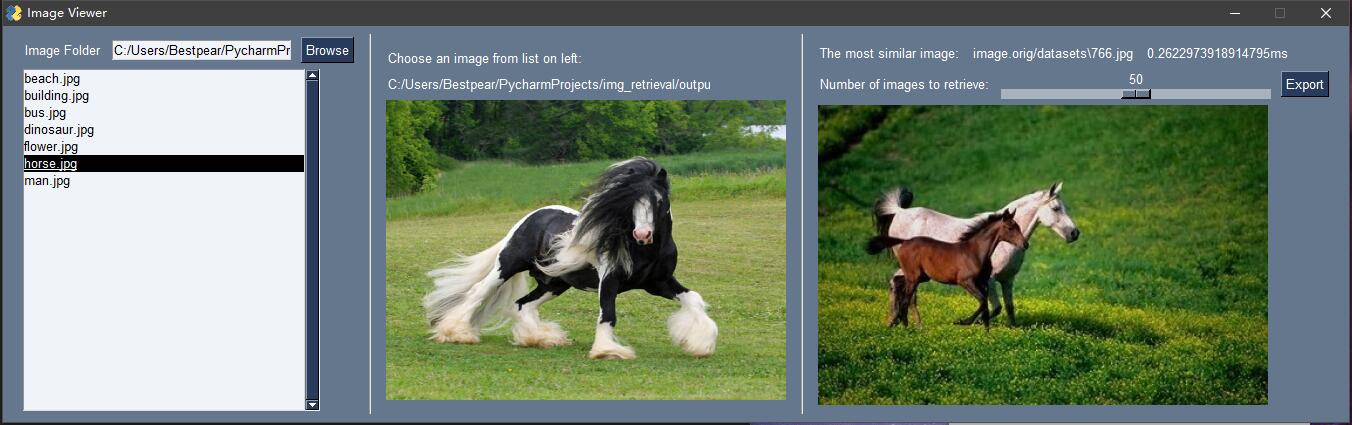 Image Viewer
Image Folder C:/Users/Bestpear/PycharmPr Browse
beach.jpg
building.jpg
bus.jpg
dinosaur.jpg
flower.jpg
horse.jpg
man.jpg
Choose an image from list on left:
C:/Users/Bestpear/PycharmProjects/img_retrieval/outpu
The most similar image: image.orig/datasets\766.jpg 0.2622973918914795ms
50
Number of images to retrieve: Export